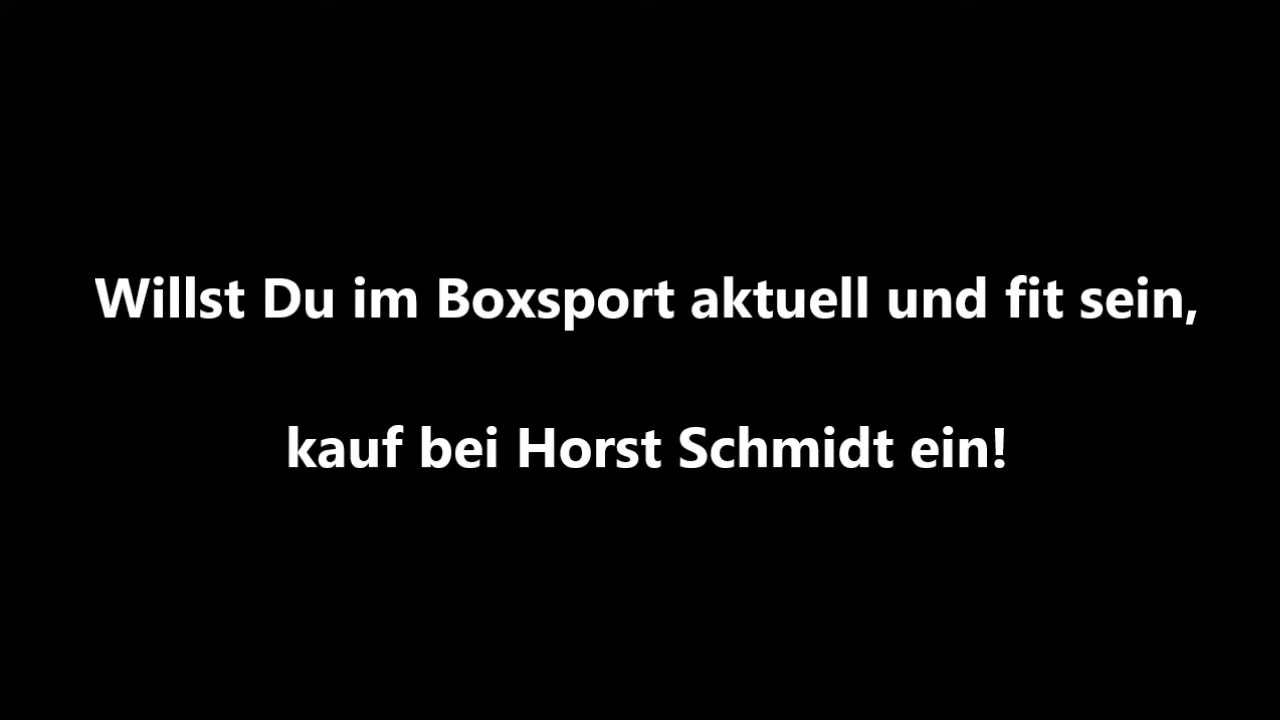 Willst Du im Boxsport aktuell und fit sein,
kauf bei Horst Schmidt ein!